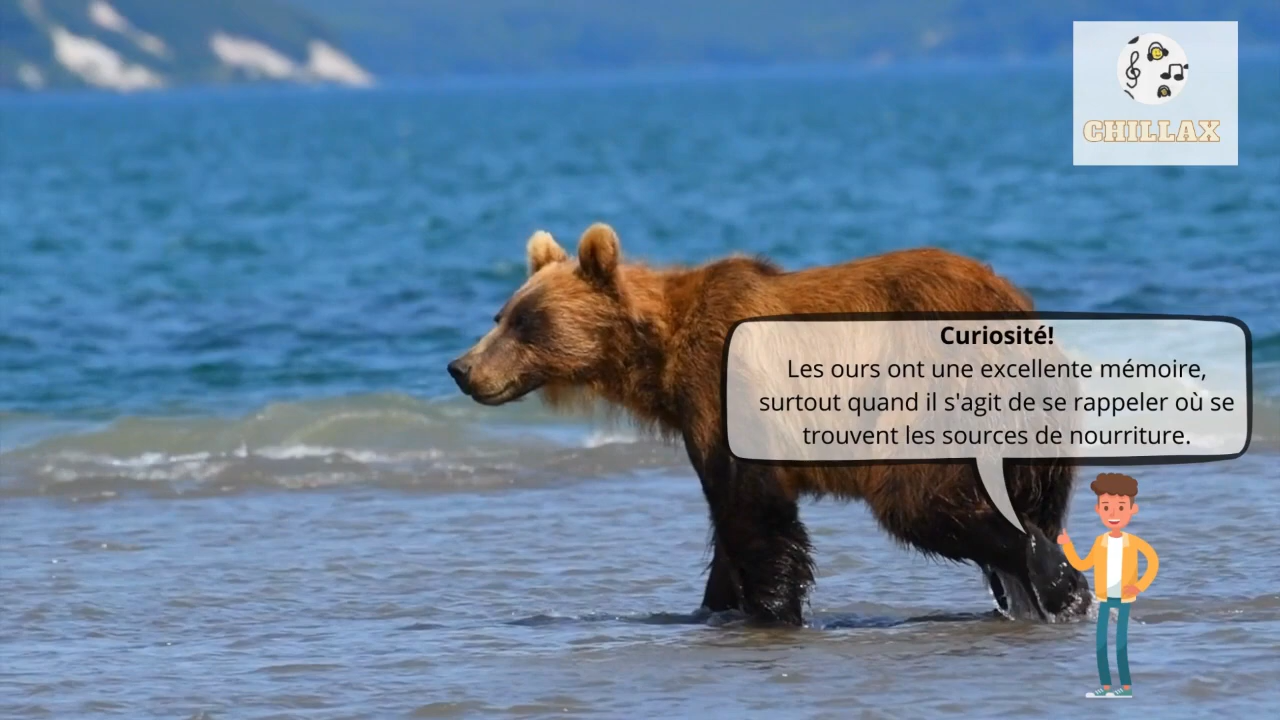 CHILLAX
Curiosité!
Les ours ont une excellente mémoire,
surtout quand il s'agit de se rappeler où se
trouvent les sources de nourriture.